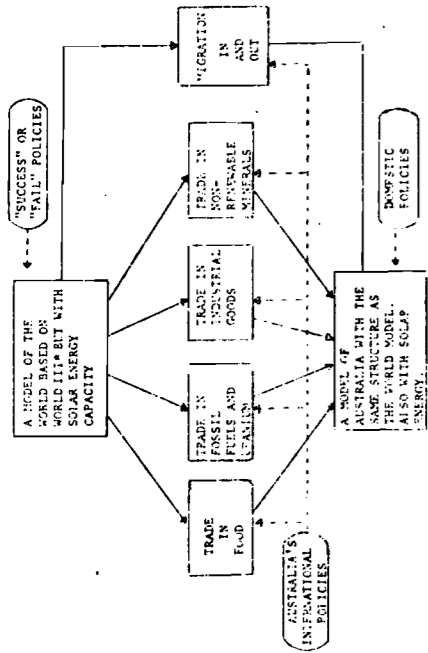 "SUCCESS" OR
"FAIL" POLICIES
A MODEL OF THE
WORLD BASED ON
WORLD III* BUT WITH
SOLAR ENERGY
CAPACITY
TRADE
IN
FOOD
TRADE IN
FOSSIL
FUELS AND
URANIUM
TRADE IN
INDUSTRIAL
GOODS
TRADE IN
NON-
RENEWABLE
MINERALS
MIGRATION
IN
AND
OUT
AUSTRALIA'S
INTERNATIONAL
POLICIES
A MODEL OF
AUSTRALIA WITH THE
SAME STRUCTURE AS
THE WORLD MODEL.
ALSO WITH SOLAR
ENERGY.
DOMESTIC
POLICIES